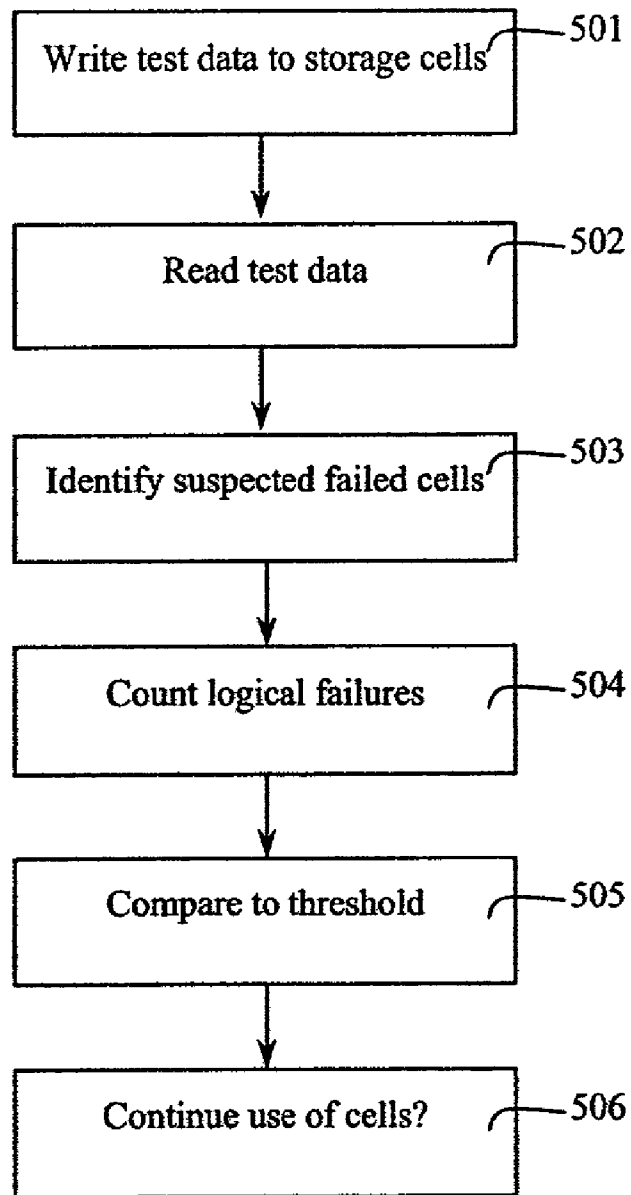 501
Write test data to storage cells
502
Read test data
503
Identify suspected failed cells
504
Count logical failures
505
Compare to threshold
506
Continue use of cells?